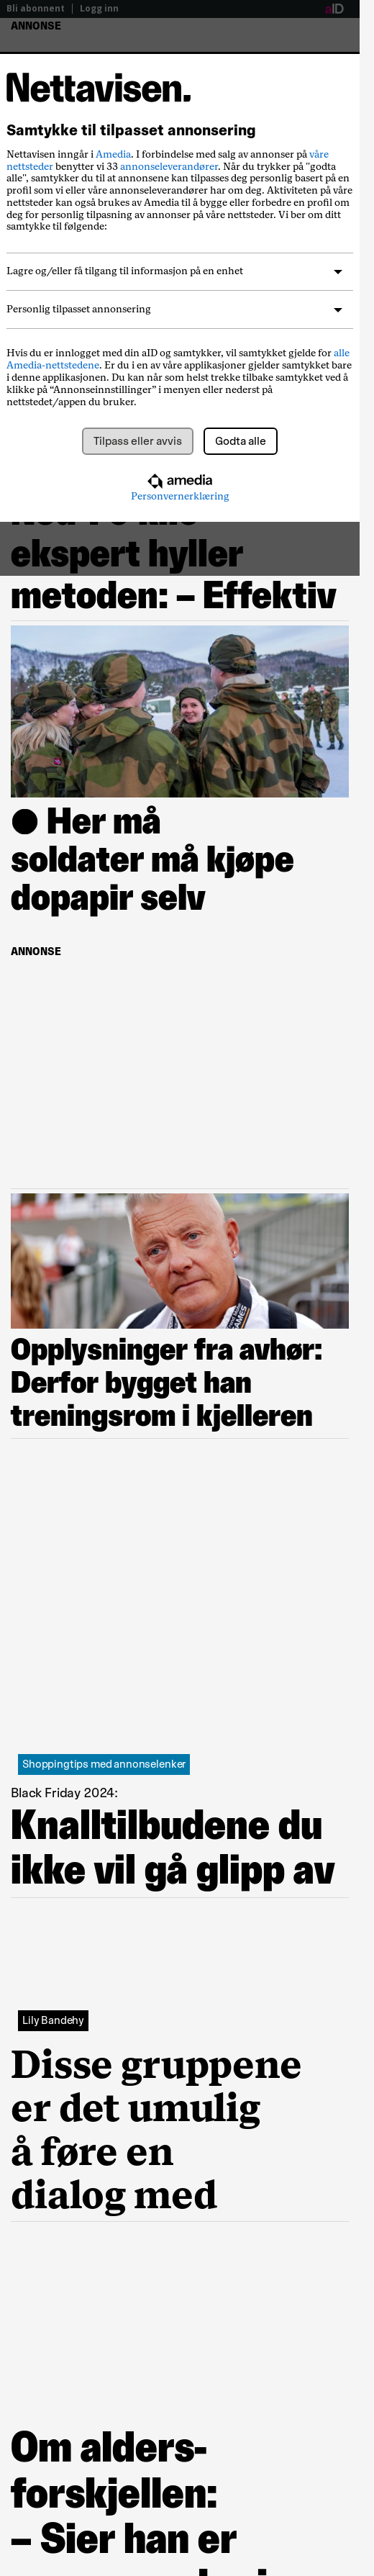 Bli abonnent | Logg inn
aID
ANNONSE
Nettavisen.
Samtykke til tilpasset annonsering
Nettavisen inngår i Amedia. I forbindelse med salg av annonser på våre
nettsteder benytter vi 33 annonseleverandører. Når du trykker på "godta
alle", samtykker du til at annonsene kan tilpasses deg personlig basert på en
profil som vi eller våre annonseleverandører har om deg. Aktiviteten på våre
nettsteder kan også brukes av Amedia til å bygge eller forbedre en profil om
deg for personlig tilpasning av annonser på våre nettsteder. Vi ber om ditt
samtykke til følgende:
Lagre og/eller få tilgang til informasjon på en enhet
Personlig tilpasset annonsering
Hvis du er innlogget med din aID og samtykker, vil samtykket gjelde for alle
Amedia-nettstedene. Er du i en av våre applikasjoner gjelder samtykket bare
i denne applikasjonen. Du kan når som helst trekke tilbake samtykket ved å
klikke på “Annonseinnstillinger” i menyen eller nederst på
nettstedet/appen du bruker.
Tilpass eller avvis
Godta alle
amedia
Personvernerklæring
ekspert hyller
metoden: – Effektiv
● Her må
soldater må kjøpe
dopapir selv
ANNONSE
Opplysninger fra avhør:
Derfor bygget han
treningsrom i kjelleren
Shoppingtips med annonselenker
Black Friday 2024:
Knalltilbudene du
ikke vil gå glipp av
Lily Bandehy
Disse gruppene
er det umulig
å føre en
dialog med
Om alders-
forskjellen:
– Sier han er